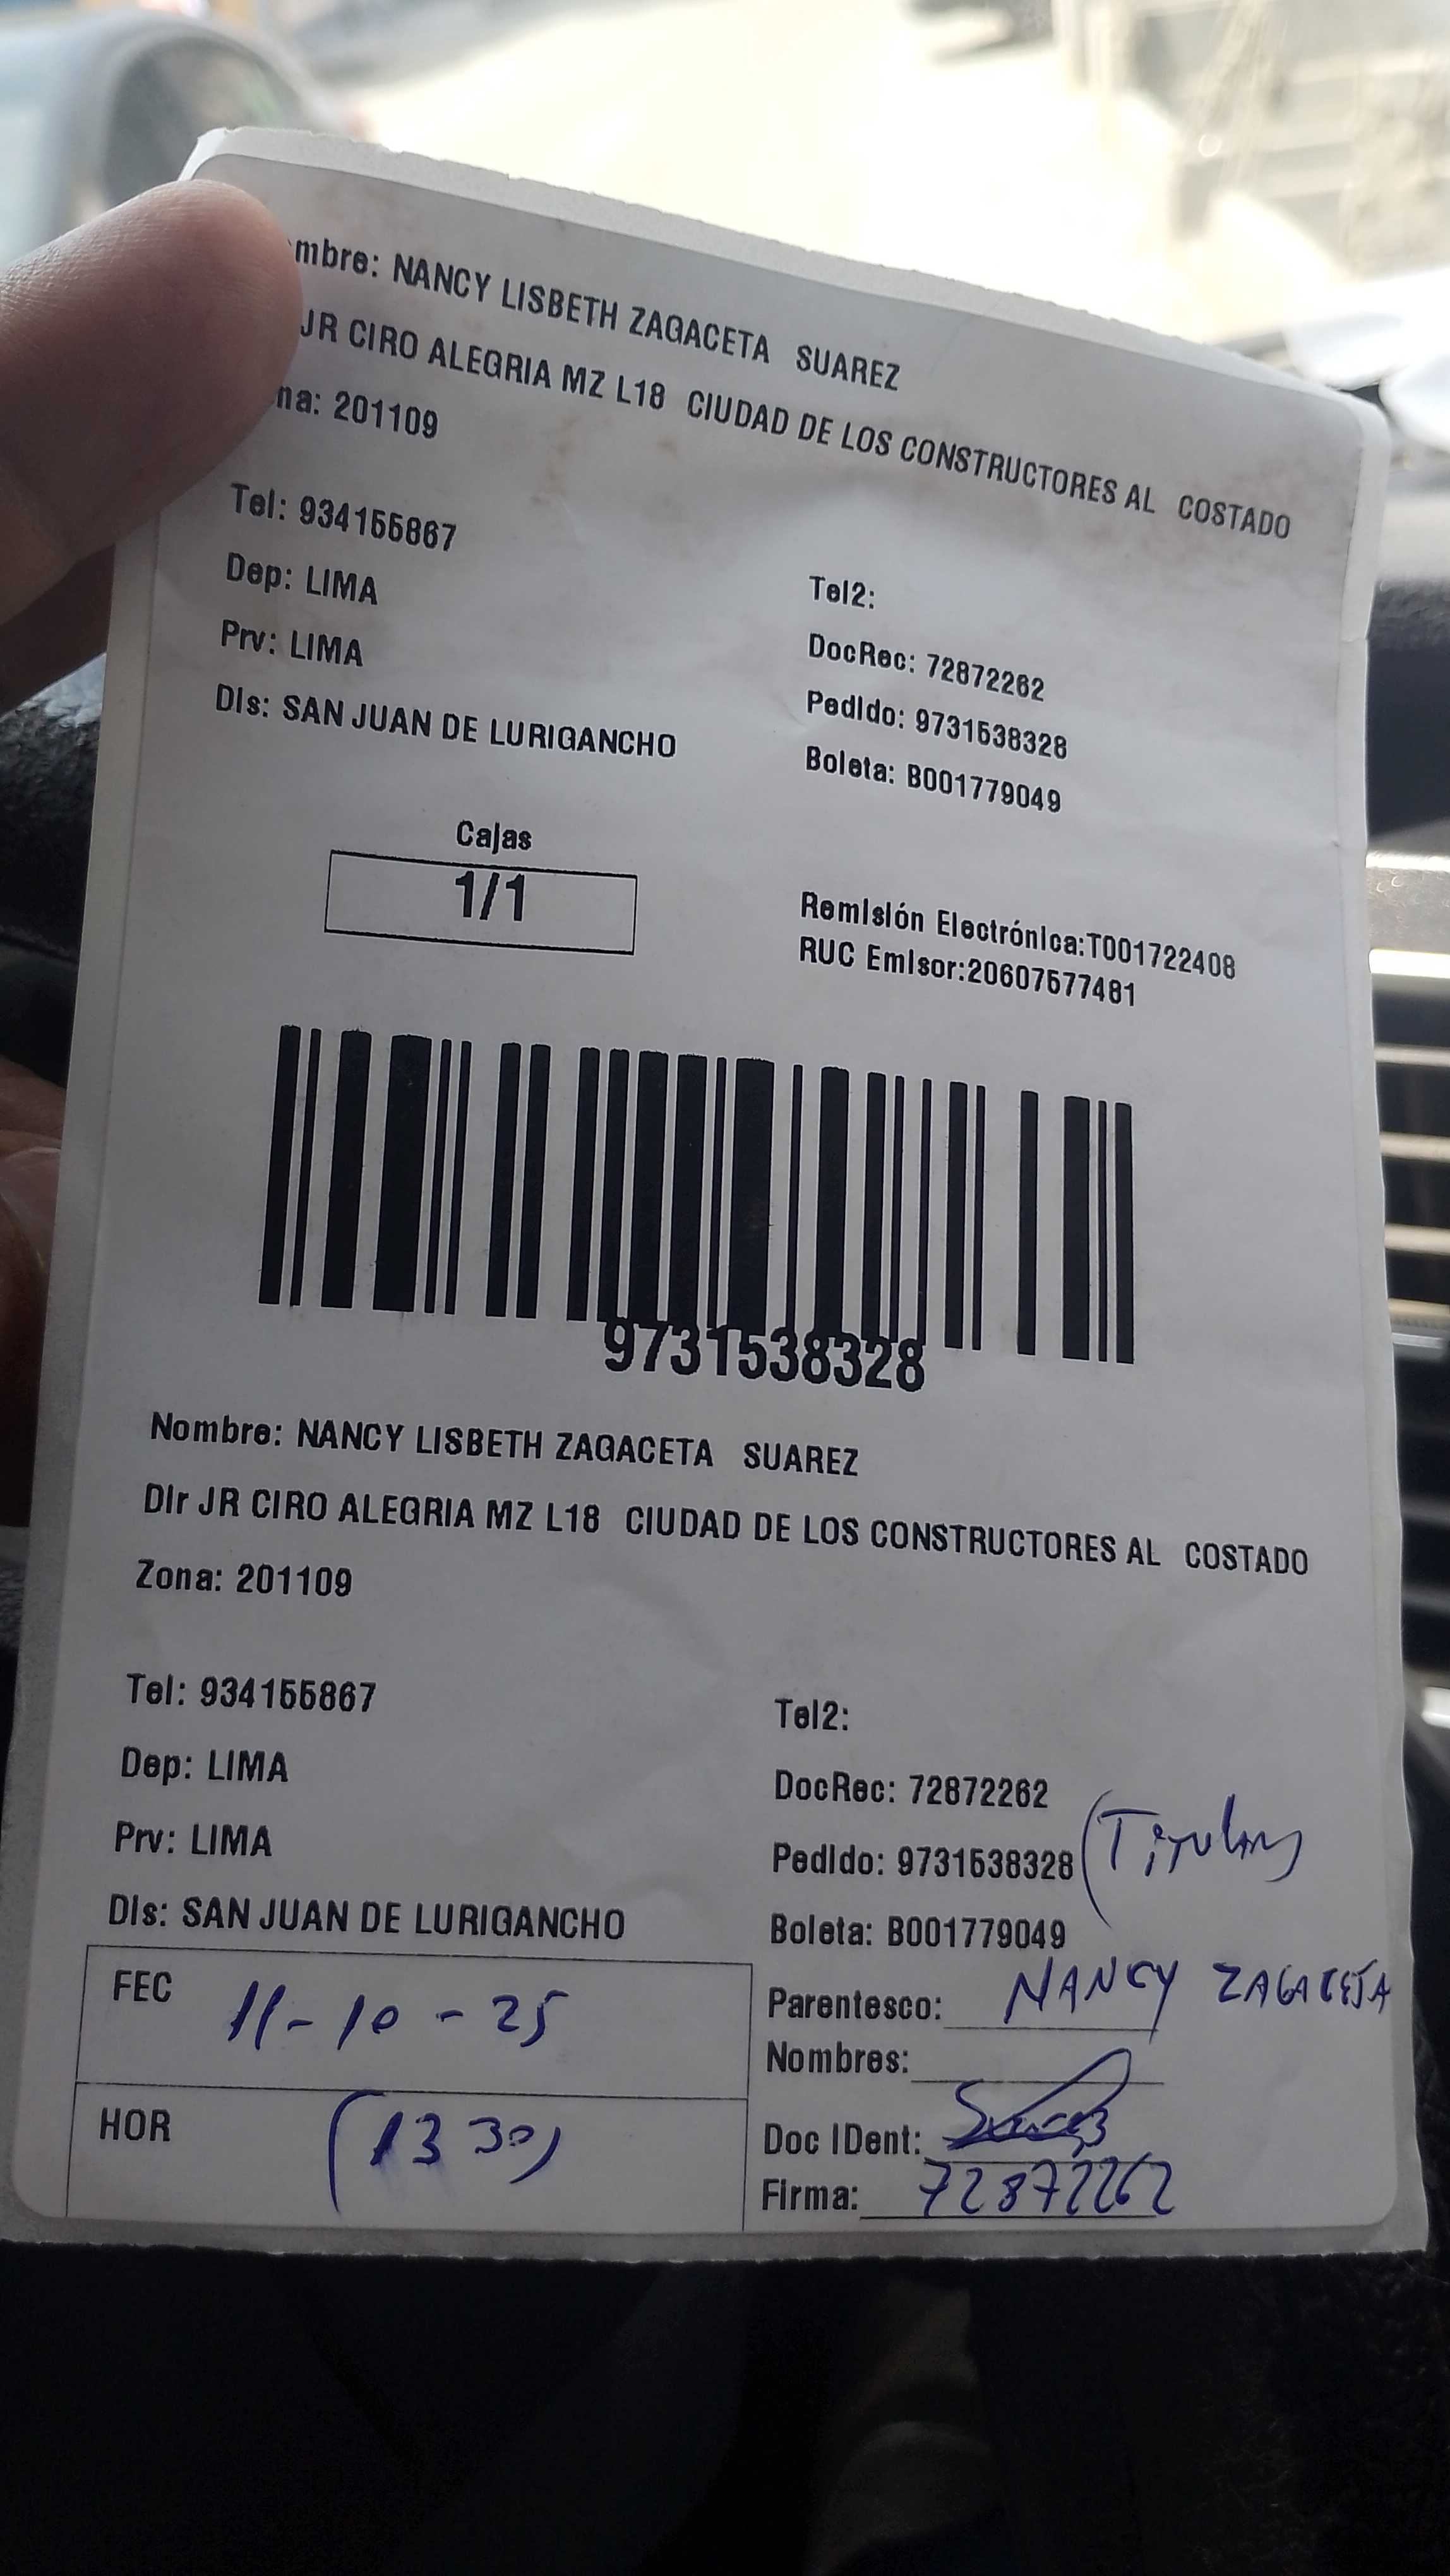 mbre: NANCY LISBETH ZAGACETA SUAREZ
JR CIRO ALEGRIA MZ L18 CIUDAD DE LOS CONSTRUCTORES AL COSTADO
na: 201109
Tel: 934155867
Tel2:
Dep: LIMA
DocRec: 72872262
Prv: LIMA
Pedido: 9731538328
Dis: SAN JUAN DE LURIGANCHO
Boleta: B001779049
Cajas
1/1
Remisión Electrónica:T001722408
RUC Emisor:20607577481
9731538328
Nombre: NANCY LISBETH ZAGACETA SUAREZ
Dir JR CIRO ALEGRIA MZ L18 CIUDAD DE LOS CONSTRUCTORES AL COSTADO
Zona: 201109
Tel: 934155867
Tel2:
Dep: LIMA
DocRec: 72872262
Prv: LIMA
Pedido: 9731538328 (Titular)
Dis: SAN JUAN DE LURIGANCHO
Boleta: B001779049
FEC 11-10-25
Parentesco: NANCY ZAGACETA
Nombres:
HOR (13 30)
Doc IDent:
Firma: 72872262